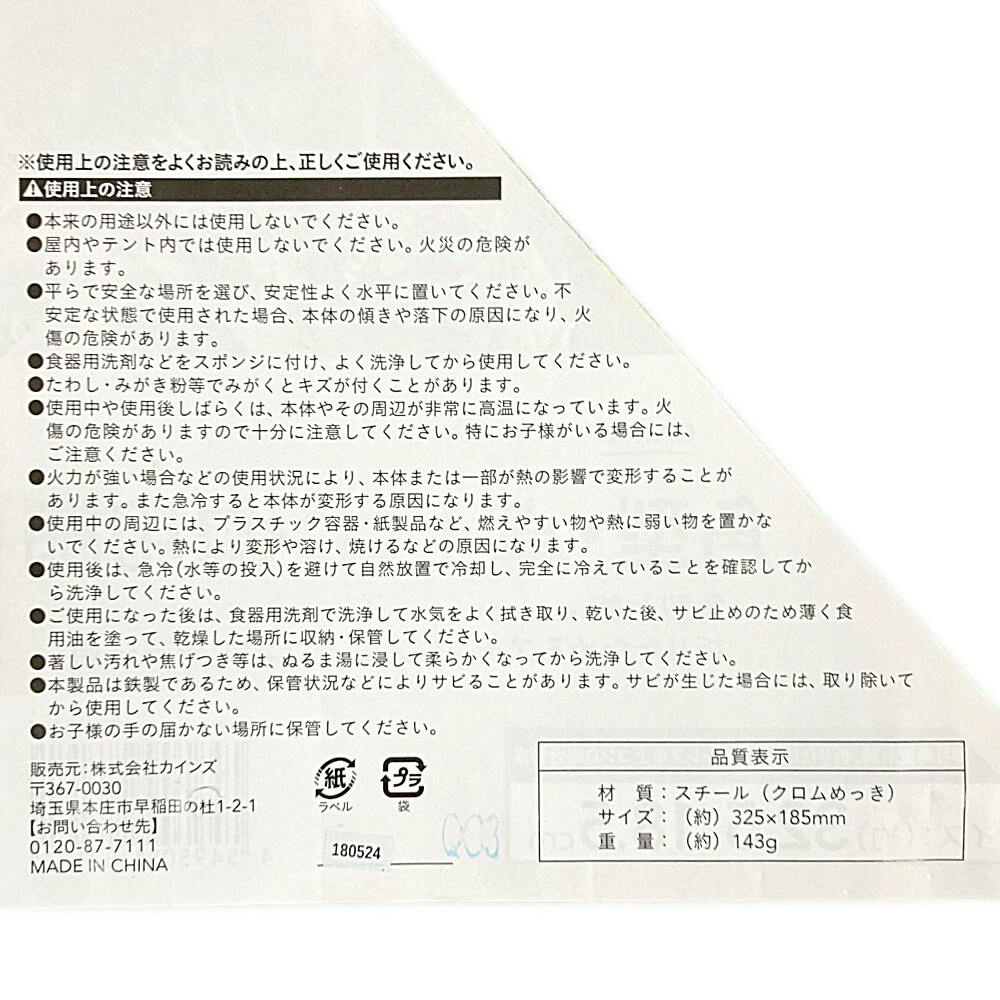 ※使用上の注意をよくお読みの上、正しくご使用ください。
⚠使用上の注意
●本来の用途以外には使用しないでください。
●屋内やテント内では使用しないでください。火災の危険が
あります。
●平らで安全な場所を選び、安定性よく水平に置いてください。不
安定な状態で使用された場合、本体の傾きや落下の原因になり、火
傷の危険があります。
●食器用洗剤などをスポンジに付け、よく洗浄してから使用してください。
●たわし・みがき粉等でみがくとキズが付くことがあります。
●使用中や使用後しばらくは、本体やその周辺が非常に高温になっています。火
傷の危険がありますので十分に注意してください。特にお子様がいる場合には、
ご注意ください。
●火力が強い場合などの使用状況により、本体または一部が熱の影響で変形することが
あります。また急冷すると本体が変形する原因になります。
●使用中の周辺には、プラスチック容器・紙製品など、燃えやすい物や熱に弱い物を置かな
いでください。熱により変形や溶け、焼けるなどの原因になります。
●使用後は、急冷(水等の投入)を避けて自然放置で冷却し、完全に冷えていることを確認してか
ら洗浄してください。
●ご使用になった後は、食器用洗剤で洗浄して水気をよく拭き取り、乾いた後、サビ止めのため薄く食
用油を塗って、乾燥した場所に収納・保管してください。
●著しい汚れや焦げつき等は、ぬるま湯に浸して柔らかくなってから洗浄してください。
●本製品は鉄製であるため、保管状況などによりサビることがあります。サビが生じた場合には、取り除いて
から使用してください。
●お子様の手の届かない場所に保管してください。
販売元:株式会社カインズ
〒367-0030
埼玉県本庄市早稲田の杜1-2-1
【お問い合わせ先】
0120-87-7111
MADE IN CHINA
紙
ラベル
プラ
袋
180524
QC3
品質表示
材 質:スチール(クロムめっき)
サイズ:(約)325×185mm
重 量:(約)143g